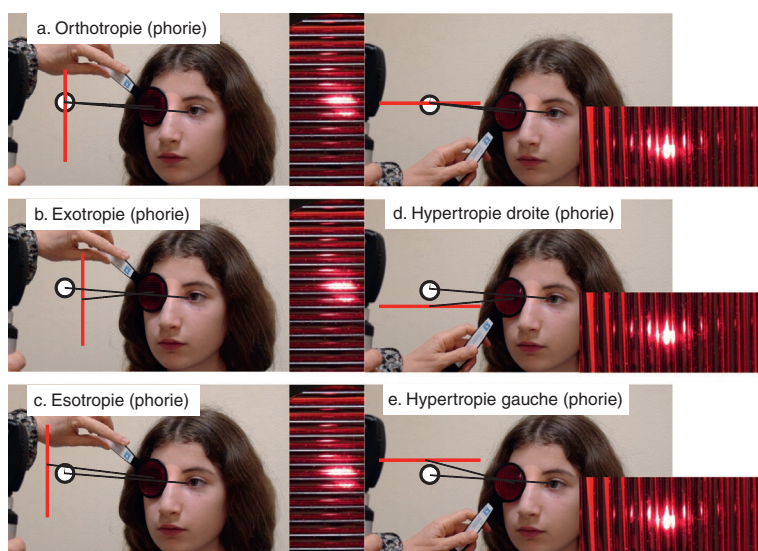 a. Orthotropie (phorie)
b. Exotropie (phorie)
d. Hypertropie droite (phorie)
c. Esotropie (phorie)
e. Hypertropie gauche (phorie)